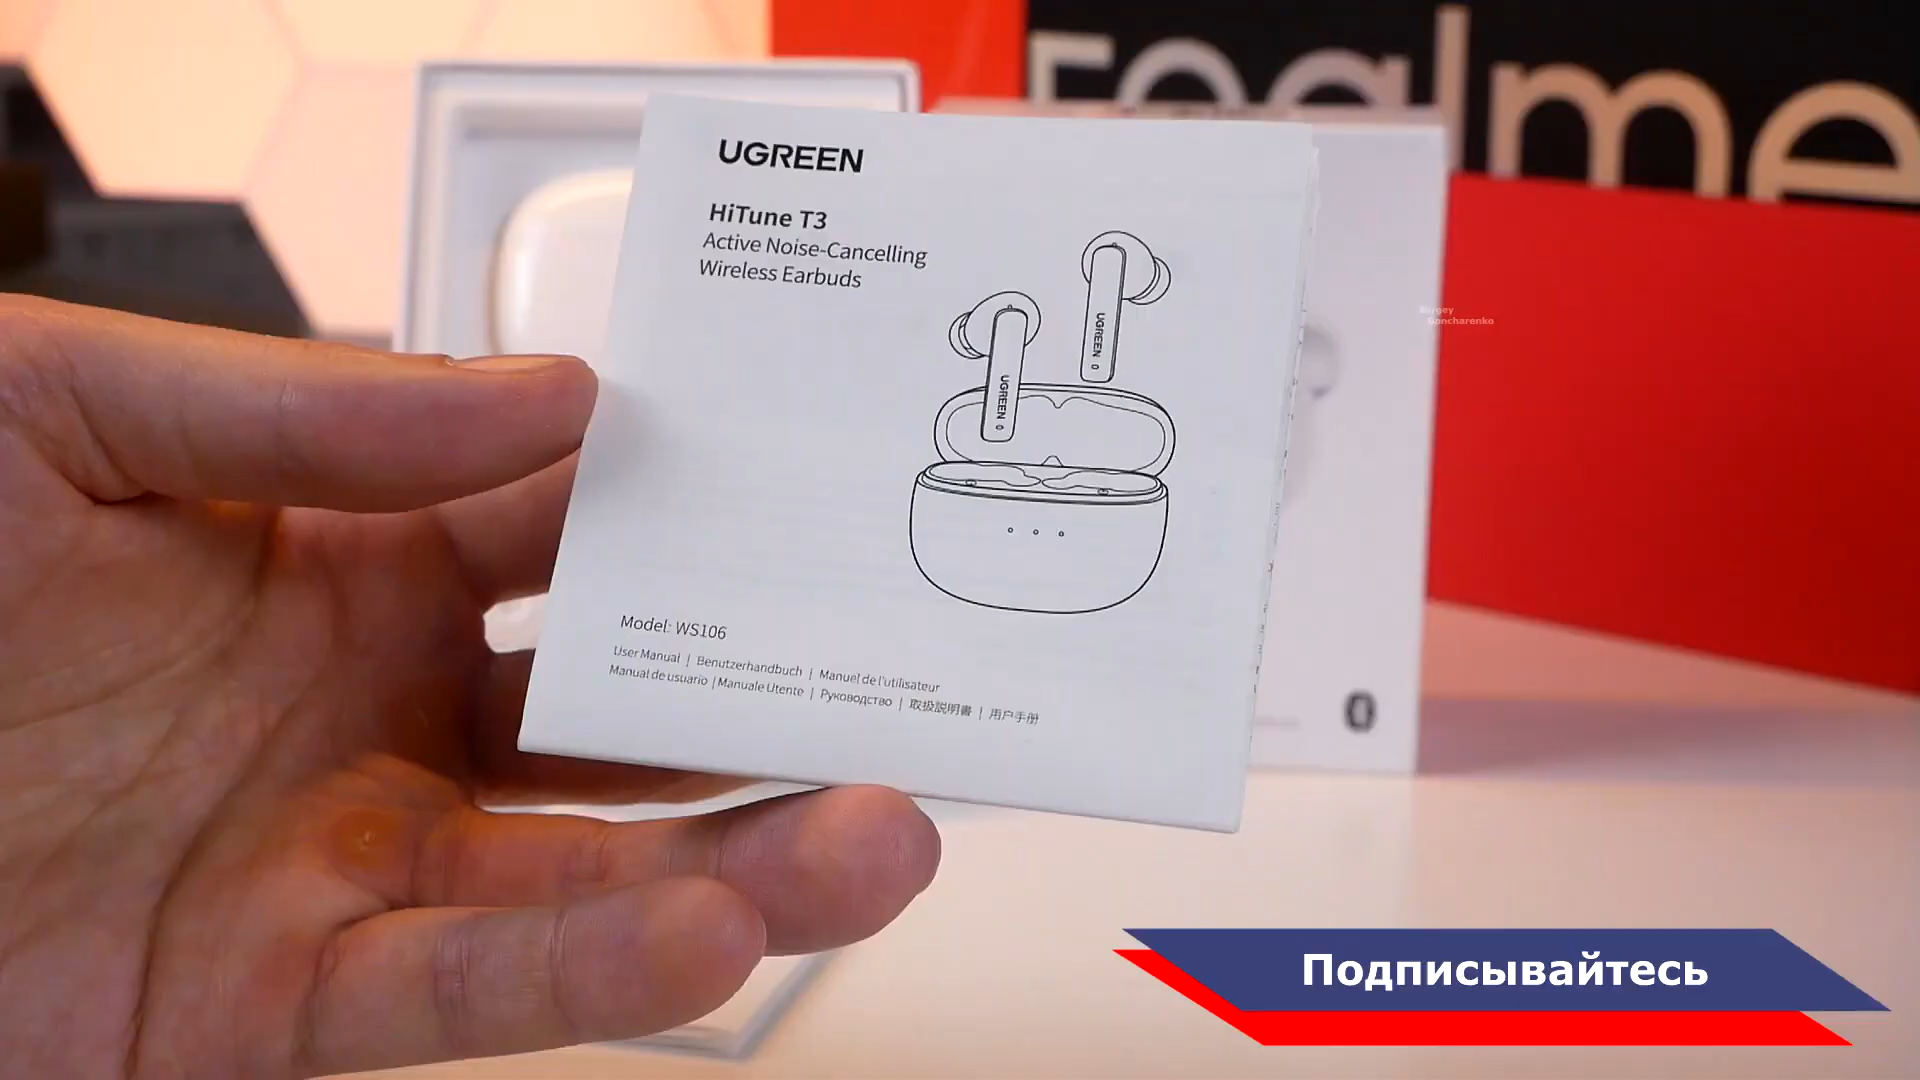 realme
UGREEN
HiTune T3
Active Noise-Cancelling
Wireless Earbuds
UGREEN
UGREEN
Model: WS106
User Manual | Benutzerhandbuch | Manuel de l'utilisateur
Manual de usuario | Manuale Utente | Руководство | 取扱説明書 | 用户手册
Goncharenko
Подписывайтесь